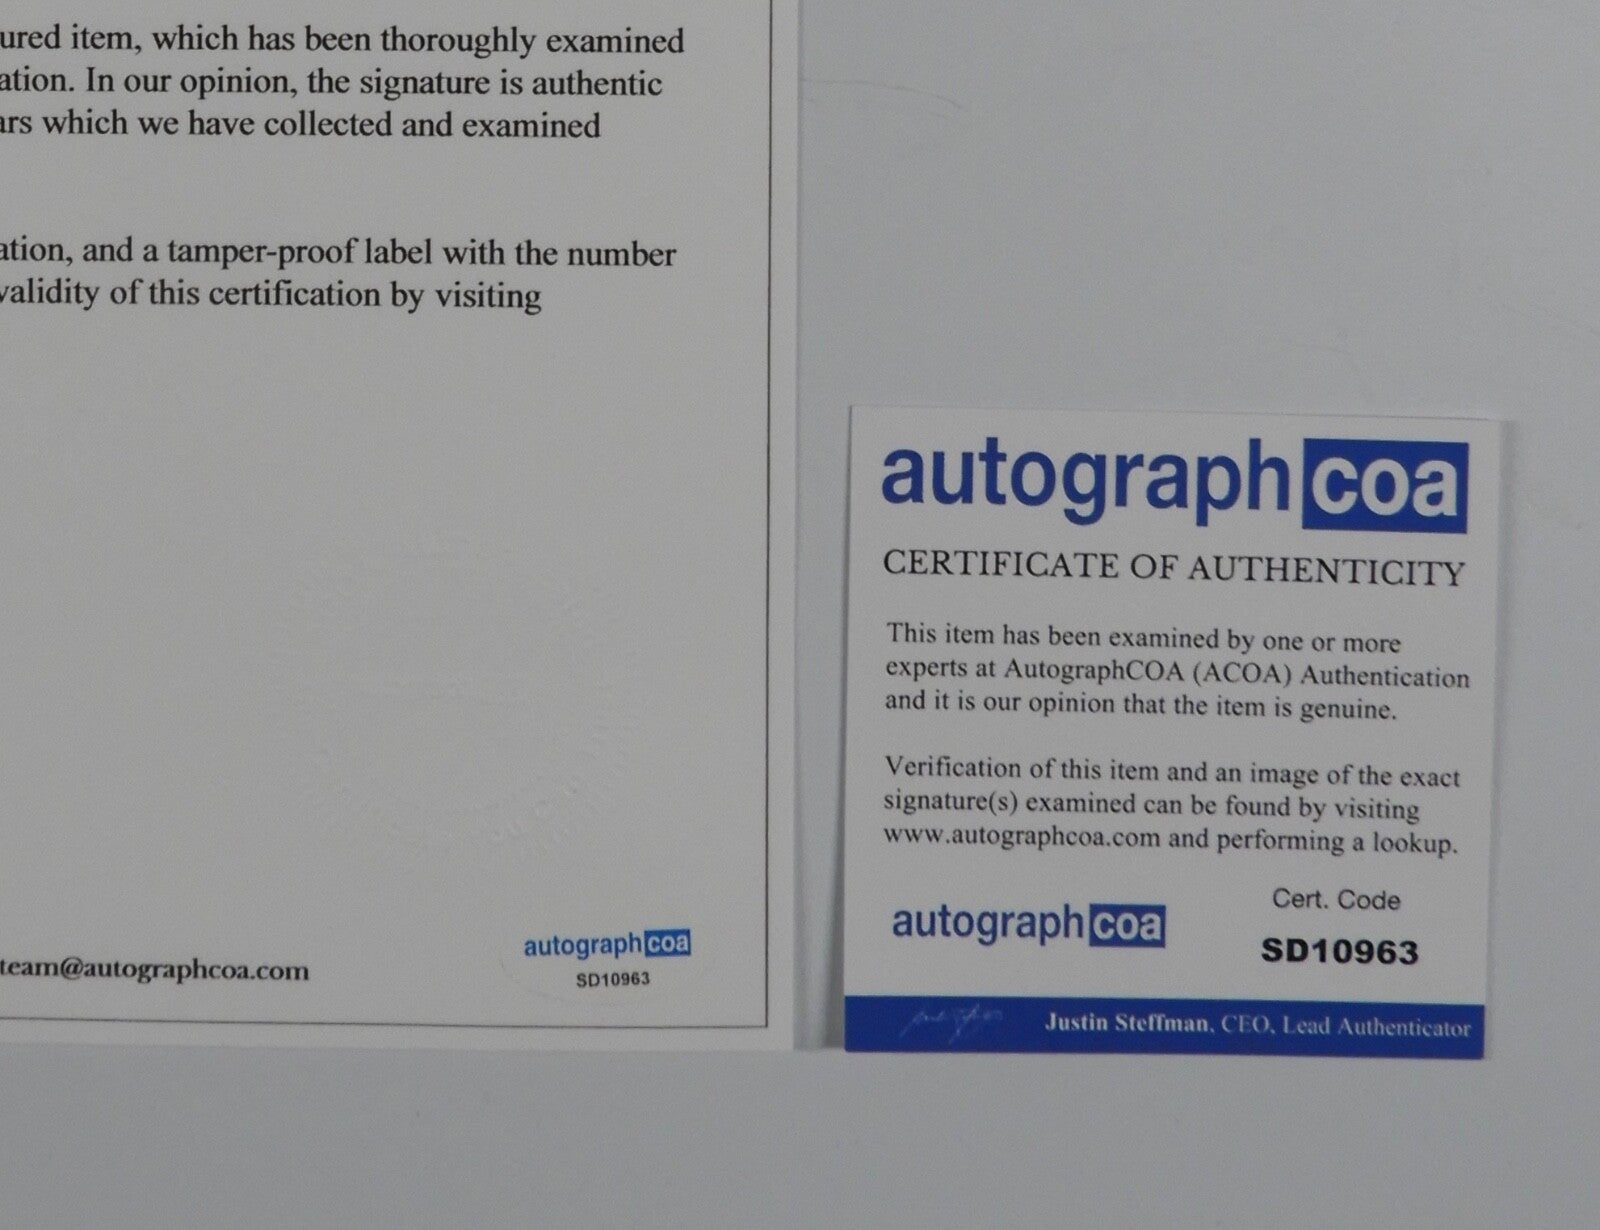 ured item, which has been thoroughly examined
ation. In our opinion, the signature is authentic
ars which we have collected and examined
ation, and a tamper-proof label with the number
validity of this certification by visiting
team@autographcoa.com
autographcoa
SD10963
autographcoa
CERTIFICATE OF AUTHENTICITY
This item has been examined by one or more
experts at AutographCOA (ACOA) Authentication
and it is our opinion that the item is genuine.
Verification of this item and an image of the exact
signature(s) examined can be found by visiting
www.autographcoa.com and performing a lookup.
autographcoa
Cert. Code
SD10963
Justin Steffman, CEO, Lead Authenticator